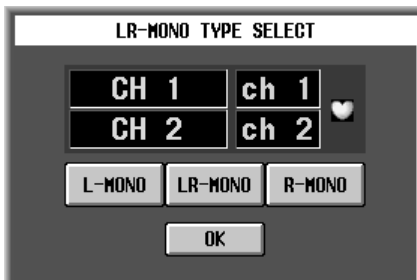 LR-MONO TYPE SELECT
CH 1 ch 1
CH 2 ch 2
L-MONO LR-MONO R-MONO
OK